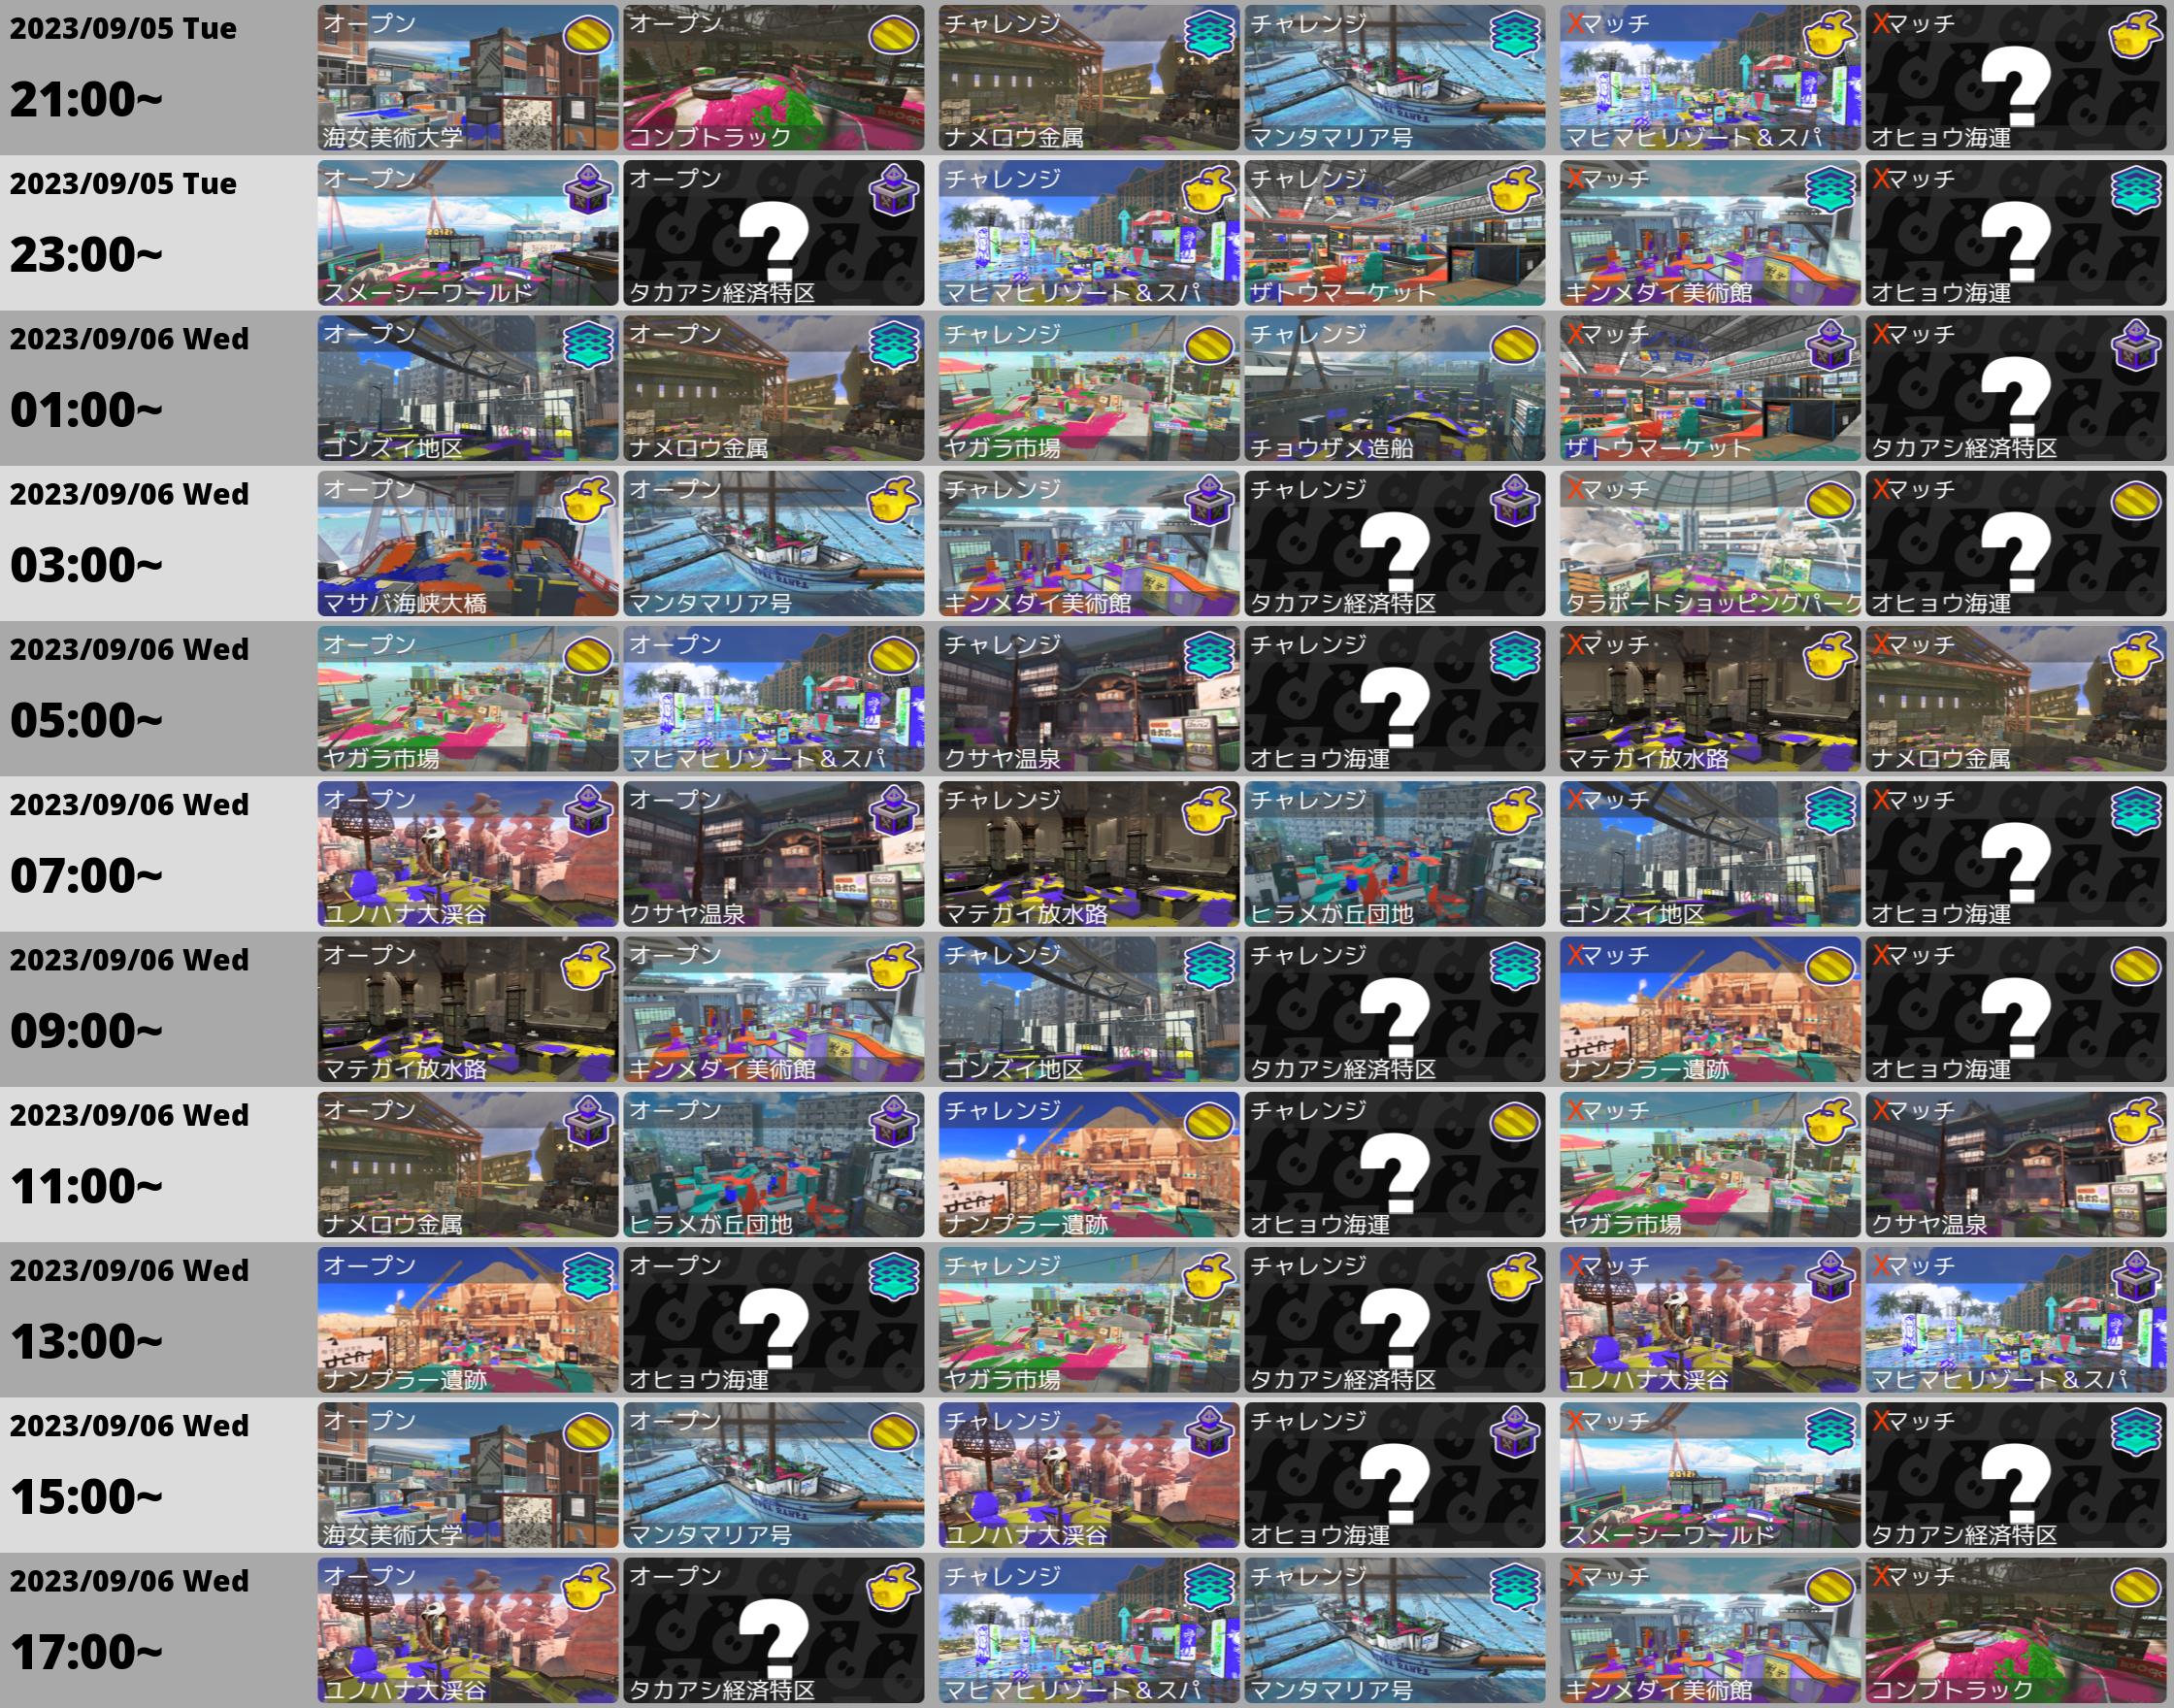 2023/09/05 Tue
21:00~
オープン
海女美術大学
オープン
コンブトラック
チャレンジ
ナメロウ金属
チャレンジ
マンタマリア号
Xマッチ
マヒマヒリゾート＆スパ
Xマッチ
?
オヒョウ海運
2023/09/05 Tue
23:00~
オープン
スメーシーワールド
オープン
?
タカアシ経済特区
チャレンジ
マヒマヒリゾート＆スパ
チャレンジ
ザトウマーケット
Xマッチ
キンメダイ美術館
Xマッチ
?
オヒョウ海運
2023/09/06 Wed
01:00~
オープン
ゴンズイ地区
オープン
ナメロウ金属
チャレンジ
ヤガラ市場
チャレンジ
チョウザメ造船
Xマッチ
ザトウマーケット
Xマッチ
?
タカアシ経済特区
2023/09/06 Wed
03:00~
オープン
マサバ海峡大橋
オープン
マンタマリア号
チャレンジ
キンメダイ美術館
チャレンジ
?
タカアシ経済特区
Xマッチ
タラポートショッピングパーク
Xマッチ
?
オヒョウ海運
2023/09/06 Wed
05:00~
オープン
ヤガラ市場
オープン
マヒマヒリゾート＆スパ
チャレンジ
クサヤ温泉
チャレンジ
?
オヒョウ海運
Xマッチ
マテガイ放水路
Xマッチ
ナメロウ金属
2023/09/06 Wed
07:00~
オープン
ユノハナ大渓谷
オープン
クサヤ温泉
チャレンジ
マテガイ放水路
チャレンジ
ヒラメが丘団地
Xマッチ
ゴンズイ地区
Xマッチ
?
オヒョウ海運
2023/09/06 Wed
09:00~
オープン
マテガイ放水路
オープン
キンメダイ美術館
チャレンジ
ゴンズイ地区
チャレンジ
?
タカアシ経済特区
Xマッチ
ナンプラー遺跡
Xマッチ
?
オヒョウ海運
2023/09/06 Wed
11:00~
オープン
ナメロウ金属
オープン
ヒラメが丘団地
チャレンジ
ナンプラー遺跡
チャレンジ
?
オヒョウ海運
Xマッチ
ヤガラ市場
Xマッチ
クサヤ温泉
2023/09/06 Wed
13:00~
オープン
ナンプラー遺跡
オープン
?
オヒョウ海運
チャレンジ
ヤガラ市場
チャレンジ
?
タカアシ経済特区
Xマッチ
ユノハナ大渓谷
Xマッチ
マヒマヒリゾート＆スパ
2023/09/06 Wed
15:00~
オープン
海女美術大学
オープン
マンタマリア号
チャレンジ
ユノハナ大渓谷
チャレンジ
?
オヒョウ海運
Xマッチ
スメーシーワールド
Xマッチ
?
タカアシ経済特区
2023/09/06 Wed
17:00~
オープン
ユノハナ大渓谷
オープン
?
タカアシ経済特区
チャレンジ
マヒマヒリゾート＆スパ
チャレンジ
マンタマリア号
Xマッチ
キンメダイ美術館
Xマッチ
コンブトラック